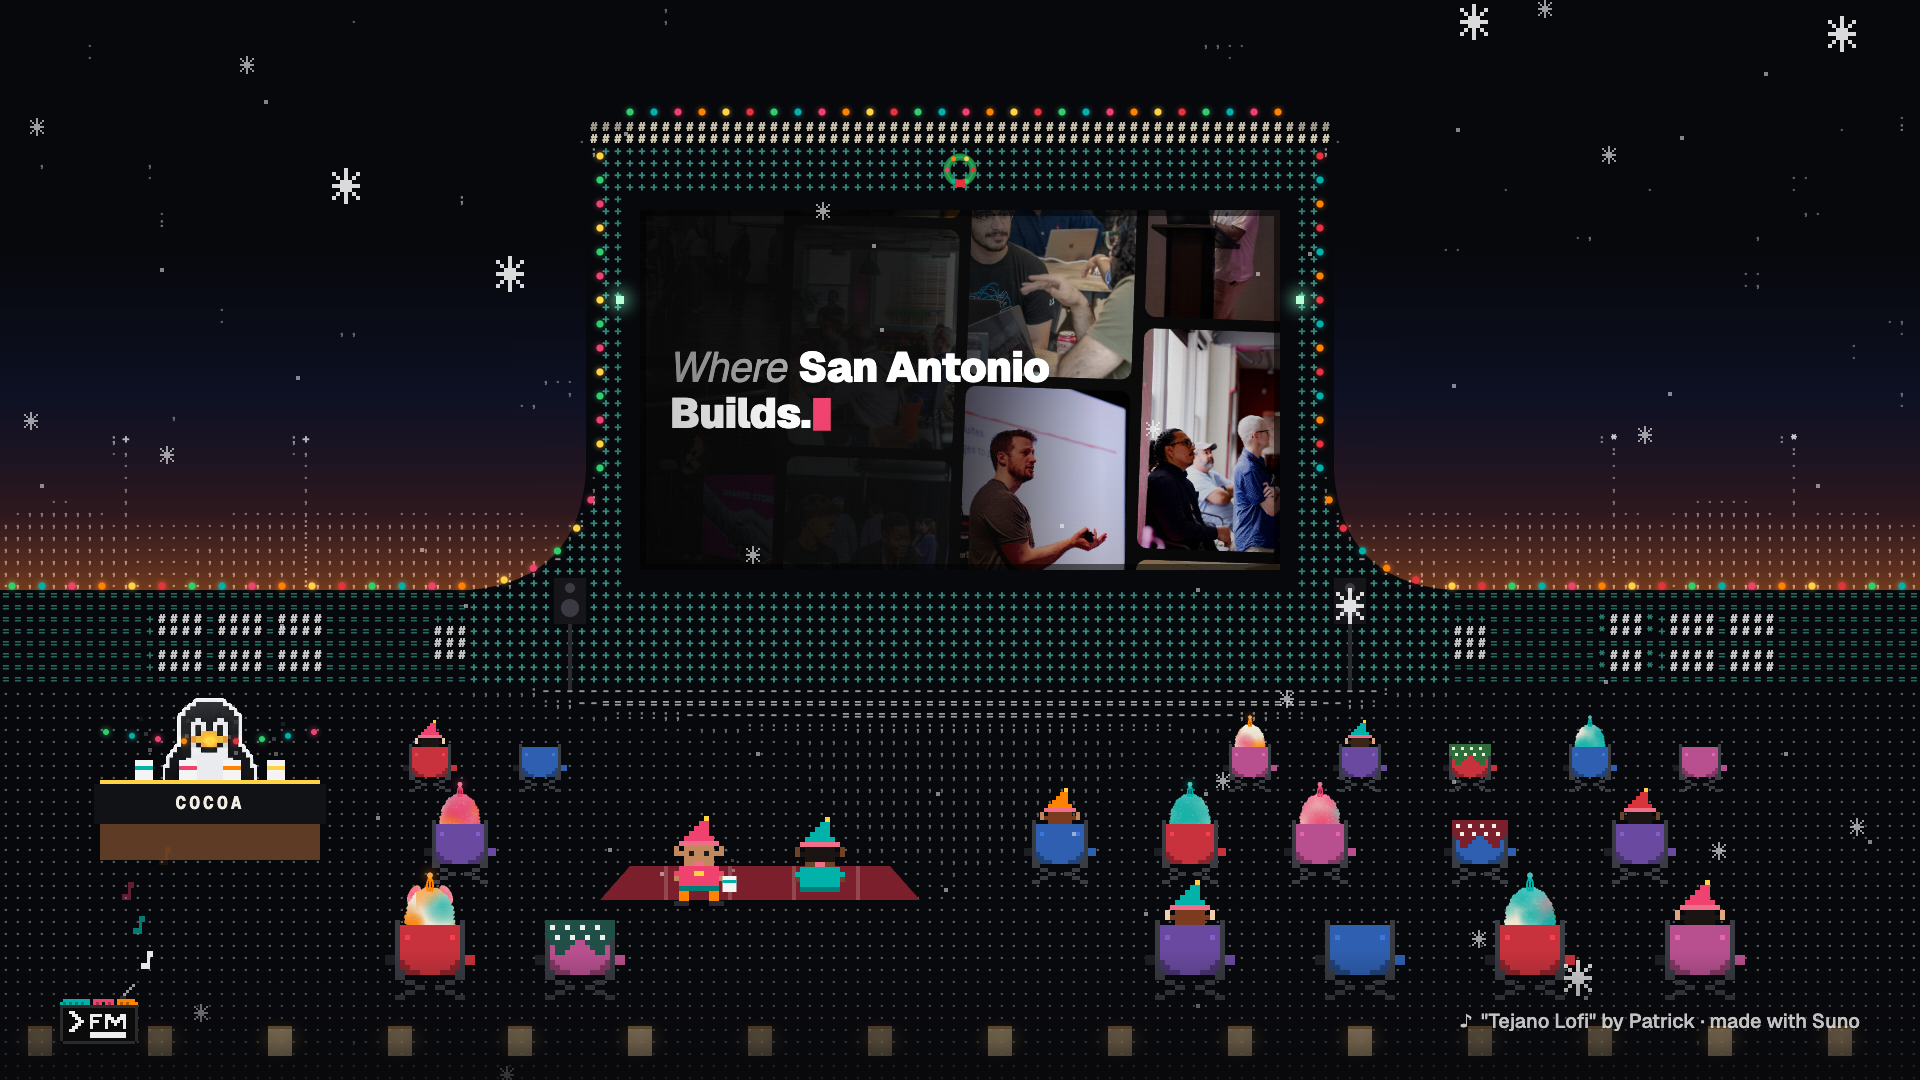 Where San Antonio
Builds.
COCOA
>FM
♪ "Tejano Lofi" by Patrick · made with Suno